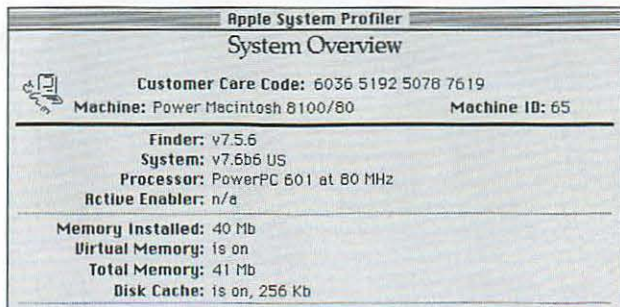 Apple System Profiler
System Overview
Customer Care Code: 6036 5192 5078 7619
Machine: Power Macintosh 8100/80 Machine ID: 65
Finder: v7.5.6
System: v7.6b6 US
Processor: PowerPC 601 at 80 MHz
Active Enabler: n/a
Memory Installed: 40 Mb
Virtual Memory: is on
Total Memory: 41 Mb
Disk Cache: is on, 256 Kb